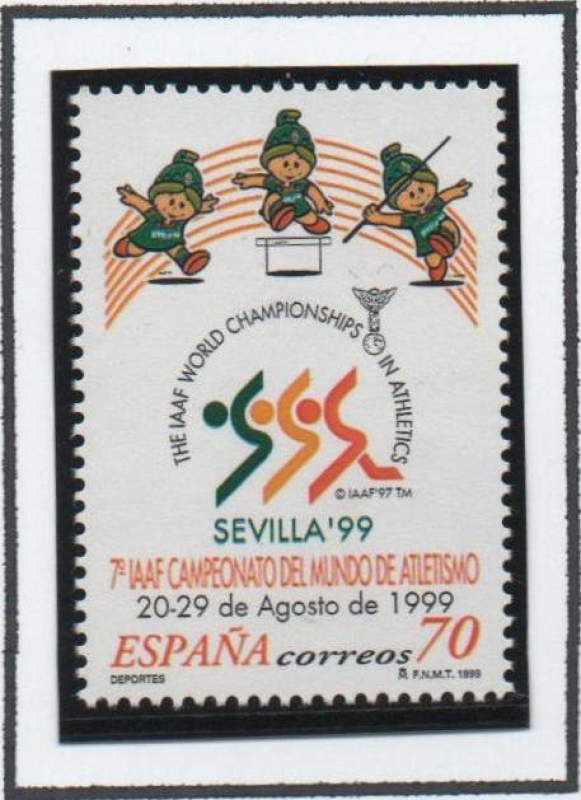 THE IAAF WORLD CHAMPIONSHIPS IN ATHLETICS
© IAAF'97 TM
SEVILLA'99
7º IAAF CAMPEONATO DEL MUNDO DE ATLETISMO
20-29 de Agosto de 1999
ESPAÑA correos 70
DEPORTES F.N.M.T. 1999